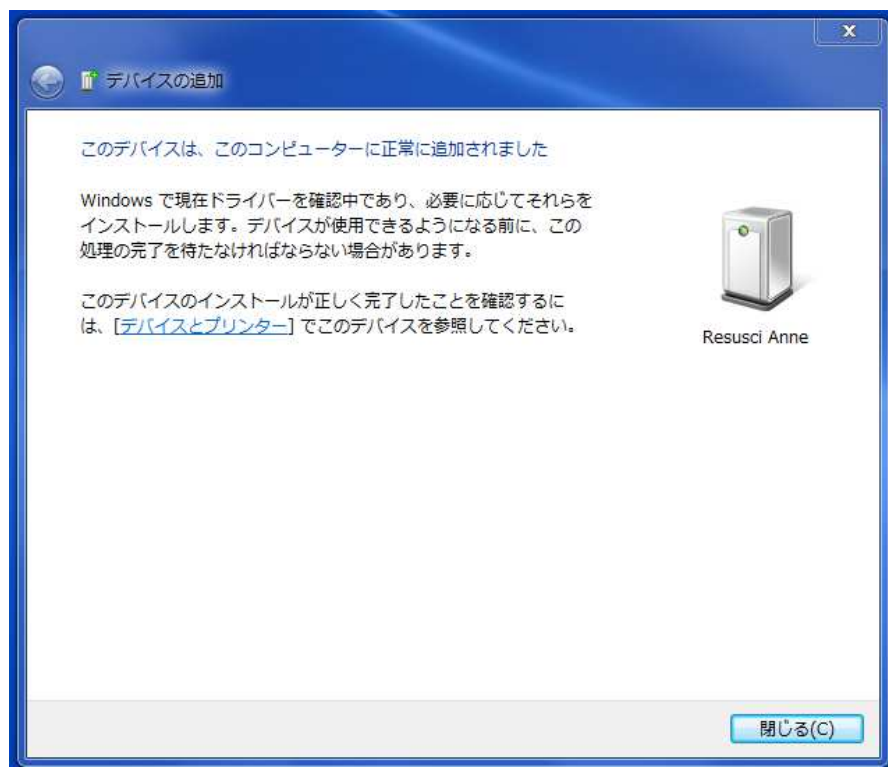 x
デバイスの追加
このデバイスは、このコンピューターに正常に追加されました
Windows で現在ドライバーを確認中であり、必要に応じてそれらを
インストールします。デバイスが使用できるようになる前に、この
処理の完了を待たなければならない場合があります。
このデバイスのインストールが正しく完了したことを確認するに
は、[デバイスとプリンター] でこのデバイスを参照してください。
Resusci Anne
閉じる(C)